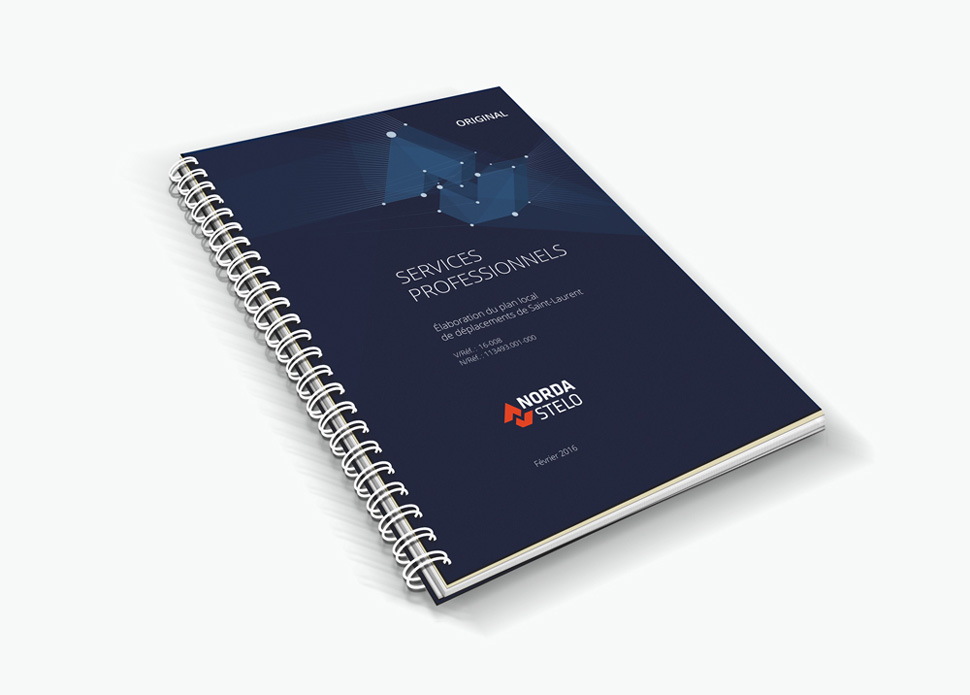 ORIGINAL
SERVICES
PROFESSIONNELS
Élaboration du plan local
de déplacements de Saint-Laurent
V/Réf. : 16-008
N/Réf. : 113493.001-000
NORDA
STELO
Février 2016